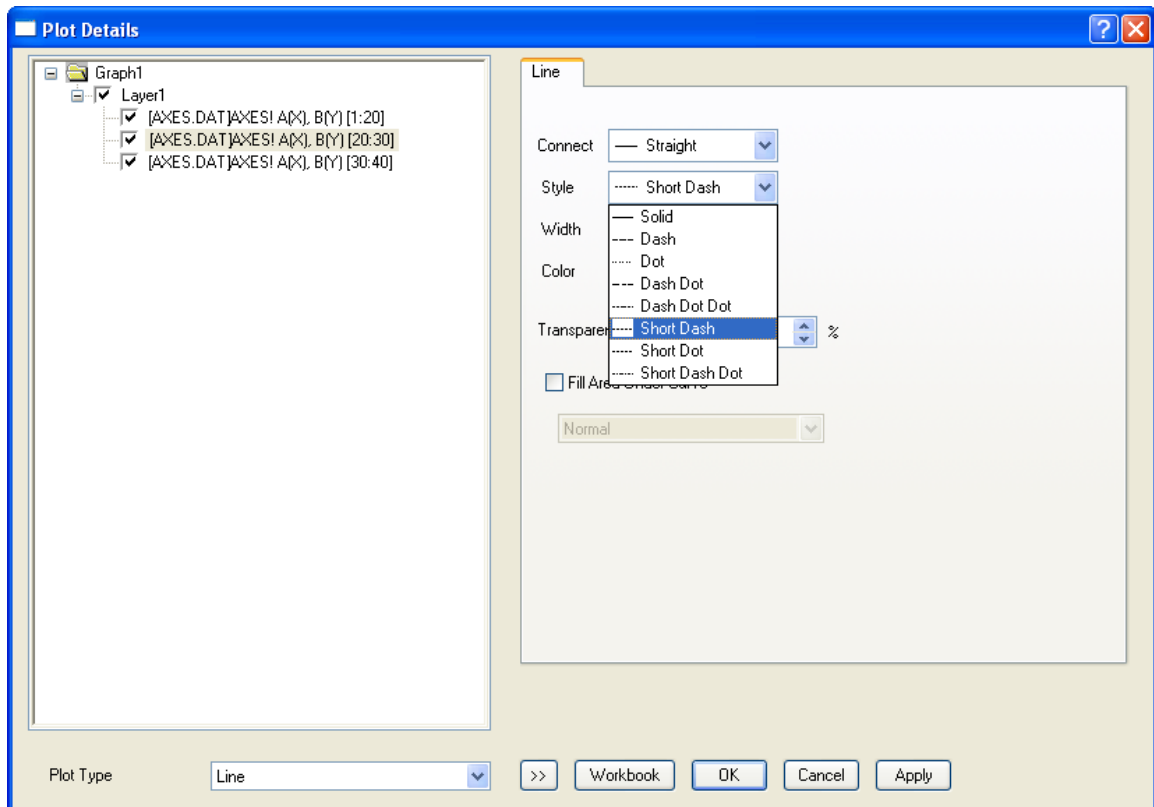 Plot Details
Graph1
Layer1
[AXES.DAT]AXES! A(X), B(Y) [1:20]
[AXES.DAT]AXES! A(X), B(Y) [20:30]
[AXES.DAT]AXES! A(X), B(Y) [30:40]
Line
Connect
Straight
Style
Short Dash
Width
Color
Solid
Dash
Dot
Dash Dot
Dash Dot Dot
Short Dash
Short Dot
Short Dash Dot
%
Fill
Normal
Plot Type
Line
>>
Workbook
OK
Cancel
Apply